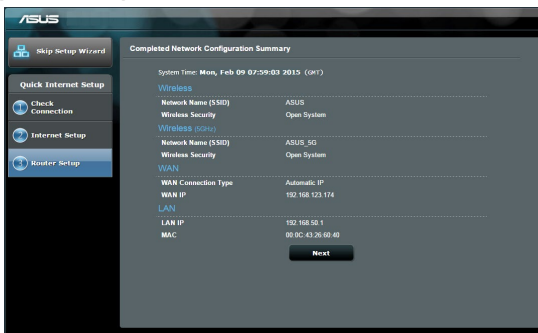 ASUS
Skip Setup Wizard
Quick Internet Setup
1 Check Connection
2 Internet Setup
3 Router Setup
Completed Network Configuration Summary
System Time: Mon, Feb 09 07:59:03 2015 (GMT)
Wireless
Network Name (SSID) ASUS
Wireless Security Open System
Wireless (5GHz)
Network Name (SSID) ASUS_5G
Wireless Security Open System
WAN
WAN Connection Type Automatic IP
WAN IP 192.168.123.174
LAN
LAN IP 192.168.50.1
MAC 00:0C:43:26:60:40
Next